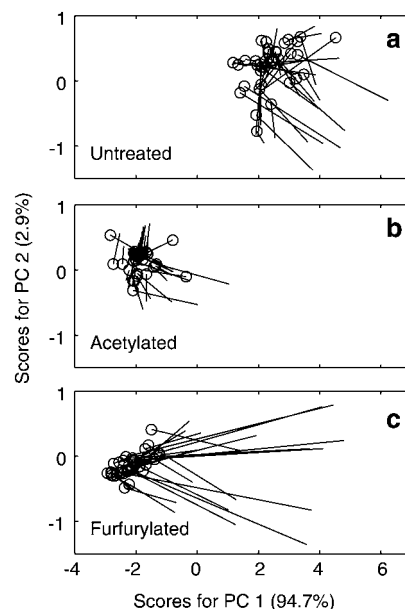 1
a
0
-1
Untreated
1
b
0
-1
Acetylated
1
c
0
-1
Furfurylated
-4 -2 0 2 4 6
Scores for PC 2 (2.9%)
Scores for PC 1 (94.7%)